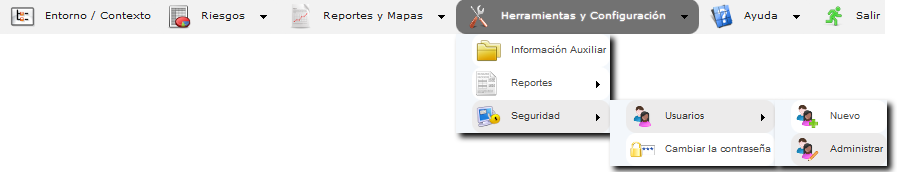 Entorno / Contexto Riesgos Reportes y Mapas Herramientas y Configuración Ayuda Salir
Información Auxiliar
Reportes
Seguridad Usuarios Nuevo
Cambiar la contraseña Administrar